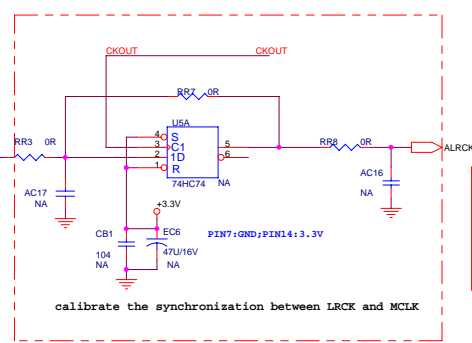 CKOUT CKOUT
RR7 0R
U5A
4 S
3 C1 5
2 1D 6
1 R
74HC74 NA
RR3 0R
RR8 0R
ALRCK
AC17
NA
AC16
NA
+3.3V
CB1
104
NA
EC6
47U/16V
NA
PIN7:GND;PIN14:3.3V
calibrate the synchronization between LRCK and MCLK